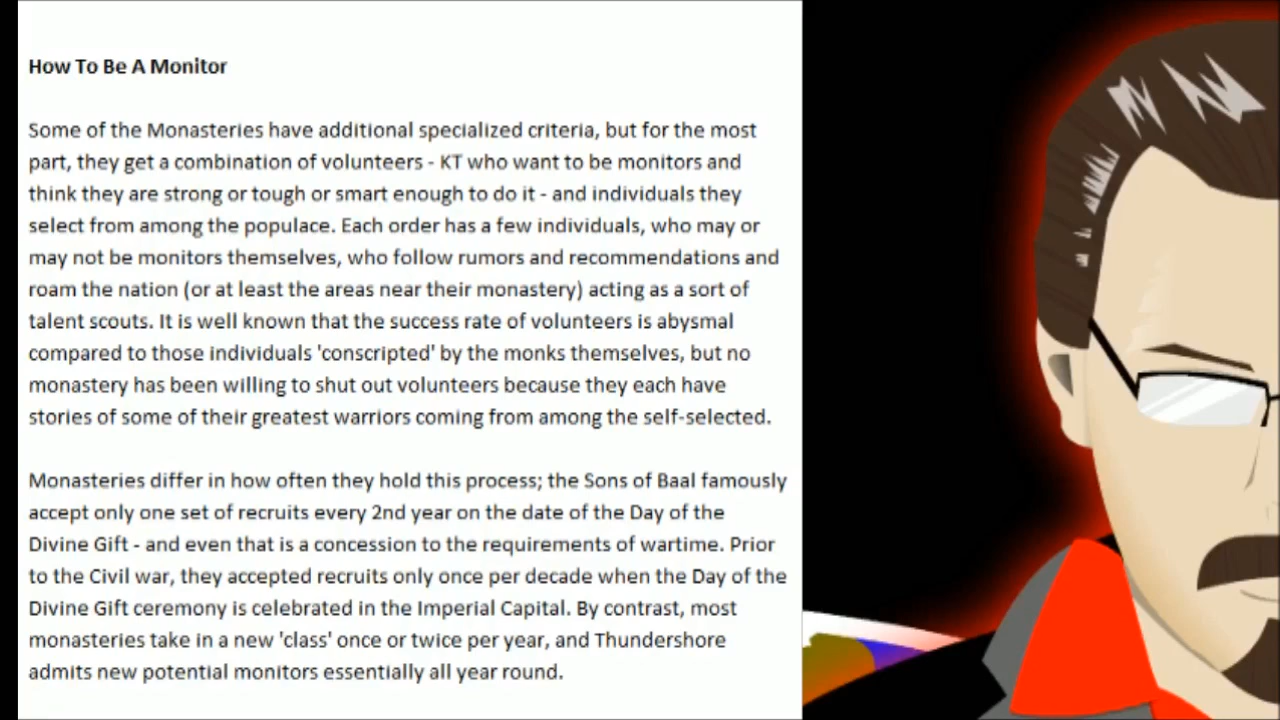 How To Be A Monitor
Some of the Monasteries have additional specialized criteria, but for the most
part, they get a combination of volunteers - KT who want to be monitors and
think they are strong or tough or smart enough to do it - and individuals they
select from among the populace. Each order has a few individuals, who may or
may not be monitors themselves, who follow rumors and recommendations and
roam the nation (or at least the areas near their monastery) acting as a sort of
talent scouts. It is well known that the success rate of volunteers is abysmal
compared to those individuals 'conscripted' by the monks themselves, but no
monastery has been willing to shut out volunteers because they each have
stories of some of their greatest warriors coming from among the self-selected.
Monasteries differ in how often they hold this process; the Sons of Baal famously
accept only one set of recruits every 2nd year on the date of the Day of the
Divine Gift - and even that is a concession to the requirements of wartime. Prior
to the Civil war, they accepted recruits only once per decade when the Day of the
Divine Gift ceremony is celebrated in the Imperial Capital. By contrast, most
monasteries take in a new 'class' once or twice per year, and Thundershore
admits new potential monitors essentially all year round.